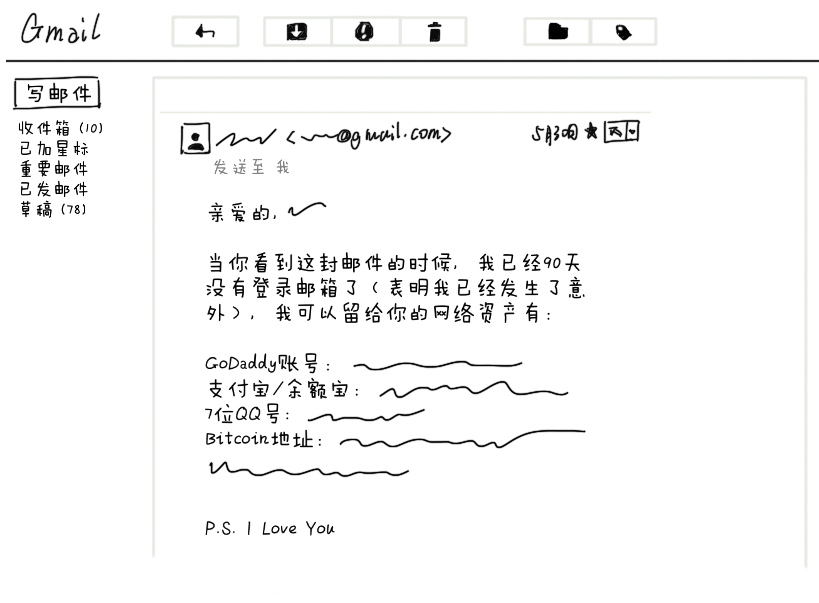 Gmail
写邮件
收件箱 (10)
已加星标
重要邮件
已发邮件
草稿 (78)
< @gmail.com>
5月3日
发送至 我
亲爱的,
当你看到这封邮件的时候, 我已经90天
没有登录邮箱了 (表明我已经发生了意
外), 我可以留给你的网络资产有:
GoDaddy账号:
支付宝/余额宝:
7位QQ号:
Bitcoin地址:
P.S. I Love You